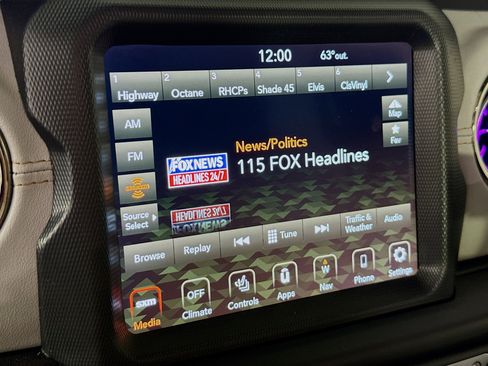 12:00 63°out.
1 Highway 2 Octane 3 RHCPs 4 Shade 45 5 Elvis 6 ClsVinyl
AM
Map
FM
Fav
News/Politics
115 FOX Headlines
FOX NEWS
HEADLINES 24/7
Source
Select
Browse Replay Tune Traffic & Weather Audio
sxm Media
OFF Climate
Controls
Apps
W Nav
Phone
Settings